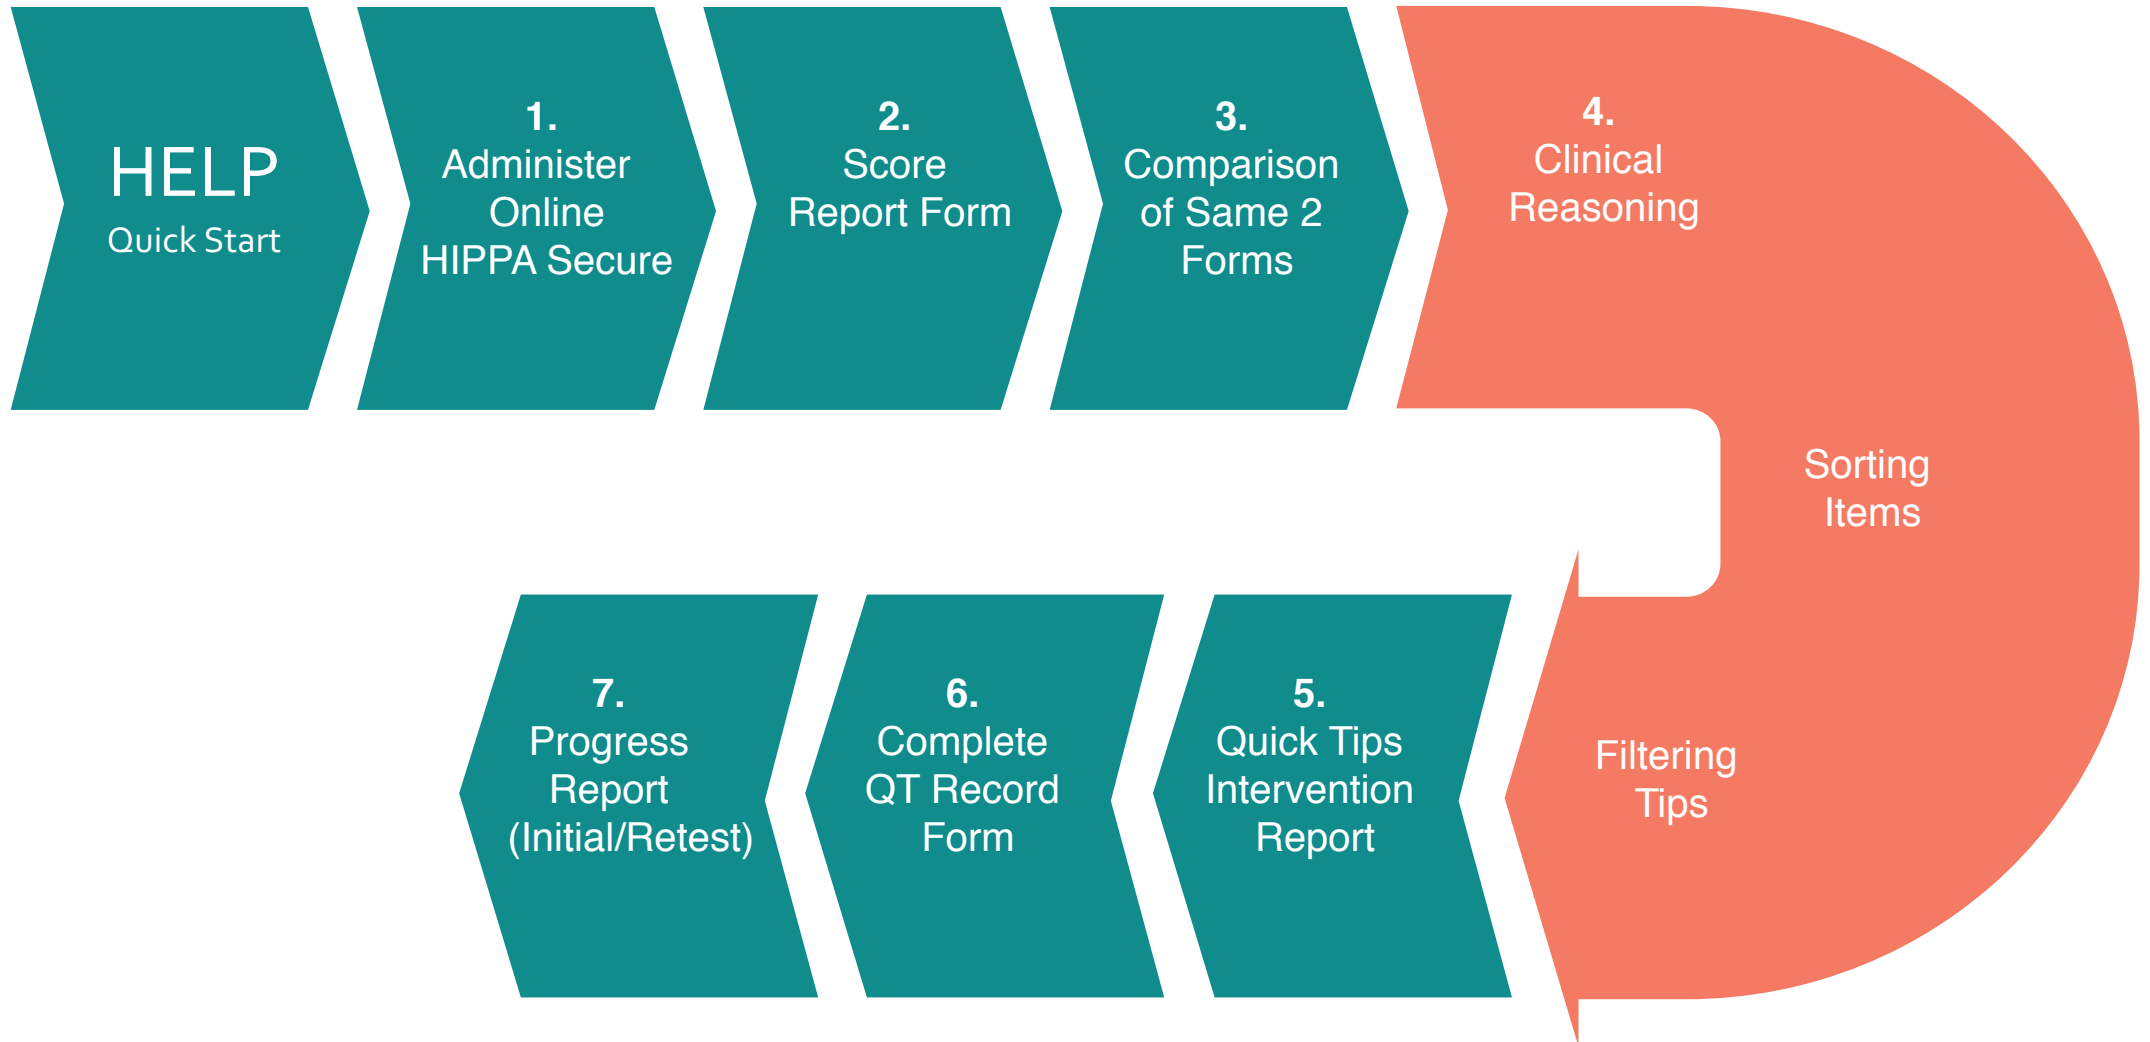 HELP
Quick Start
1.
Administer
Online
HIPPA Secure
2.
Score
Report Form
3.
Comparison
of Same 2
Forms
4.
Clinical
Reasoning
Sorting
Items
Filtering
Tips
5.
Quick Tips
Intervention
Report
6.
Complete
QT Record
Form
7.
Progress
Report
(Initial/Retest)